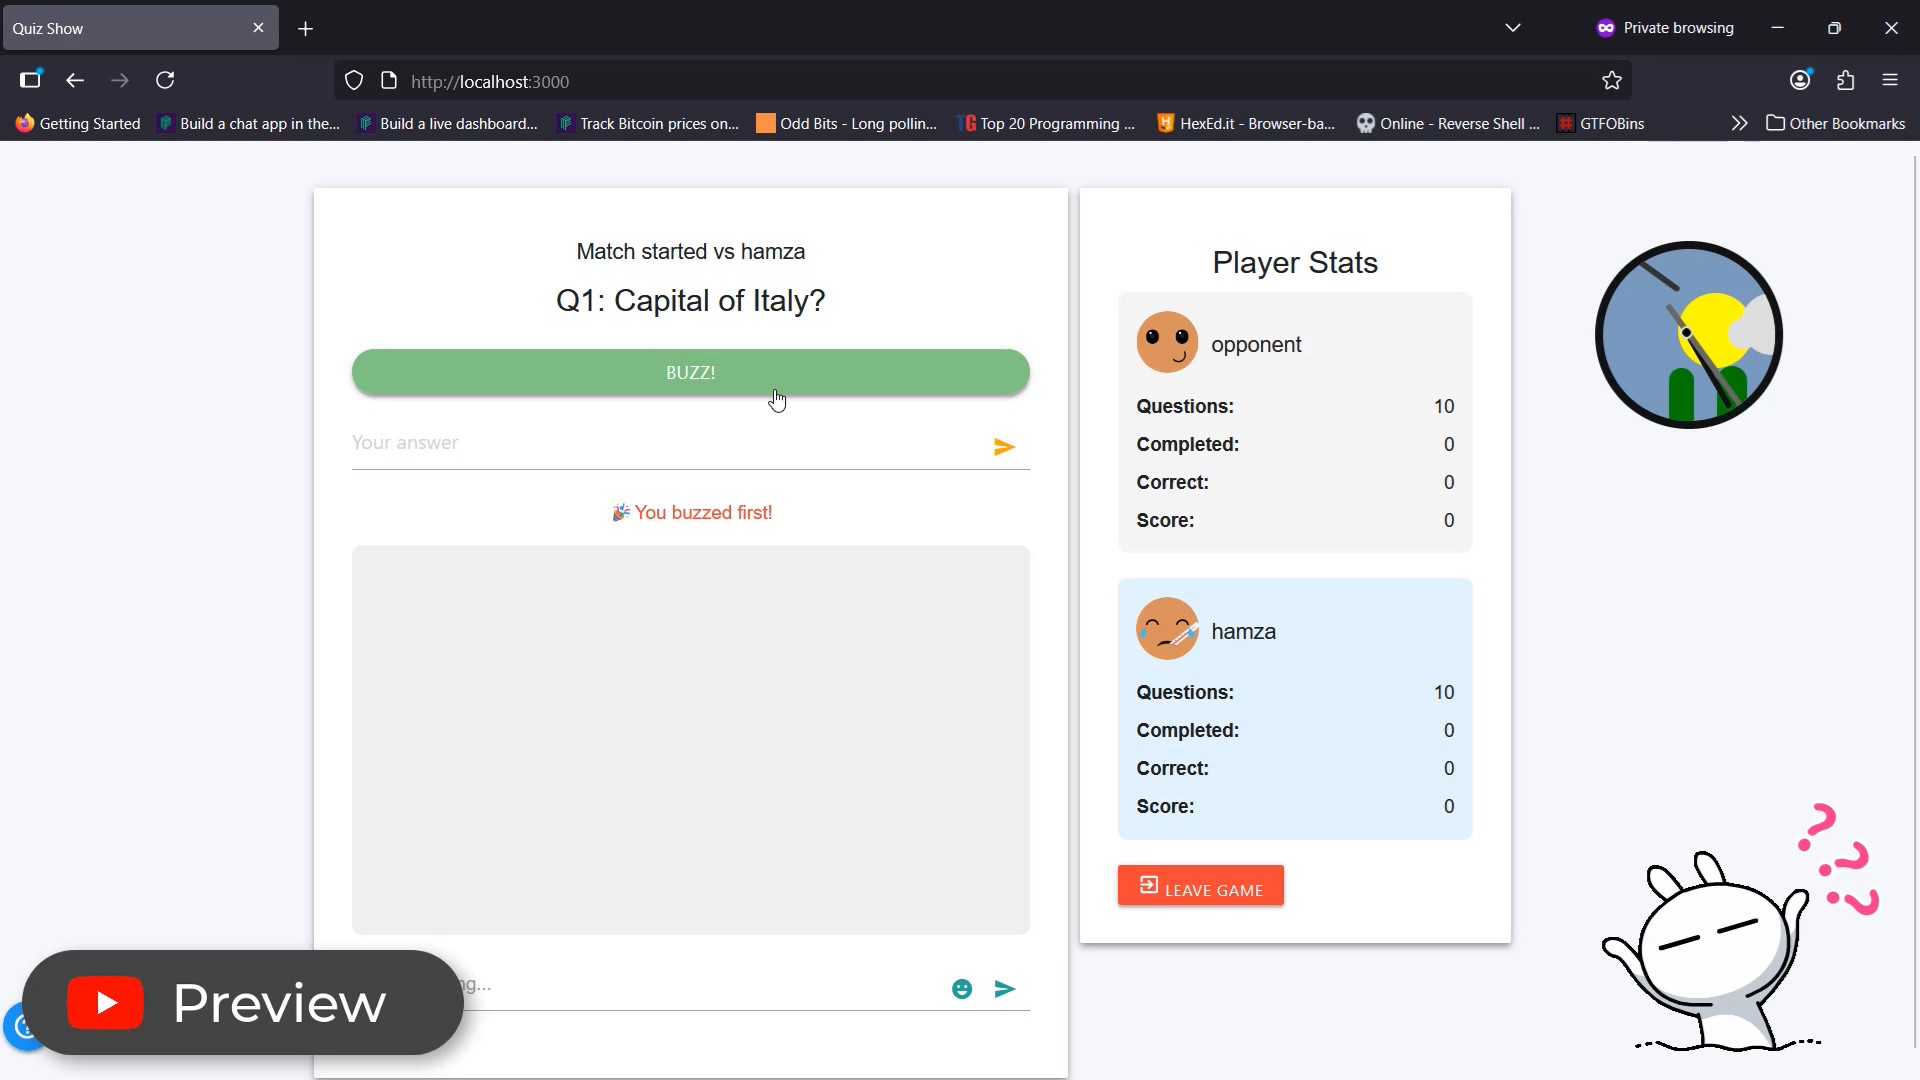 Quiz Show
Private browsing
http://localhost:3000
Getting Started
Build a chat app in the...
Build a live dashboard...
Track Bitcoin prices on...
Odd Bits - Long pollin...
TG Top 20 Programming ...
HexEd.it - Browser-ba...
Online - Reverse Shell ...
GTFOBins
Other Bookmarks
Match started vs hamza
Q1: Capital of Italy?
BUZZ!
Your answer
🎉 You buzzed first!
ng...
Player Stats
opponent
Questions: 10
Completed: 0
Correct: 0
Score: 0
hamza
Questions: 10
Completed: 0
Correct: 0
Score: 0
LEAVE GAME
???
Preview